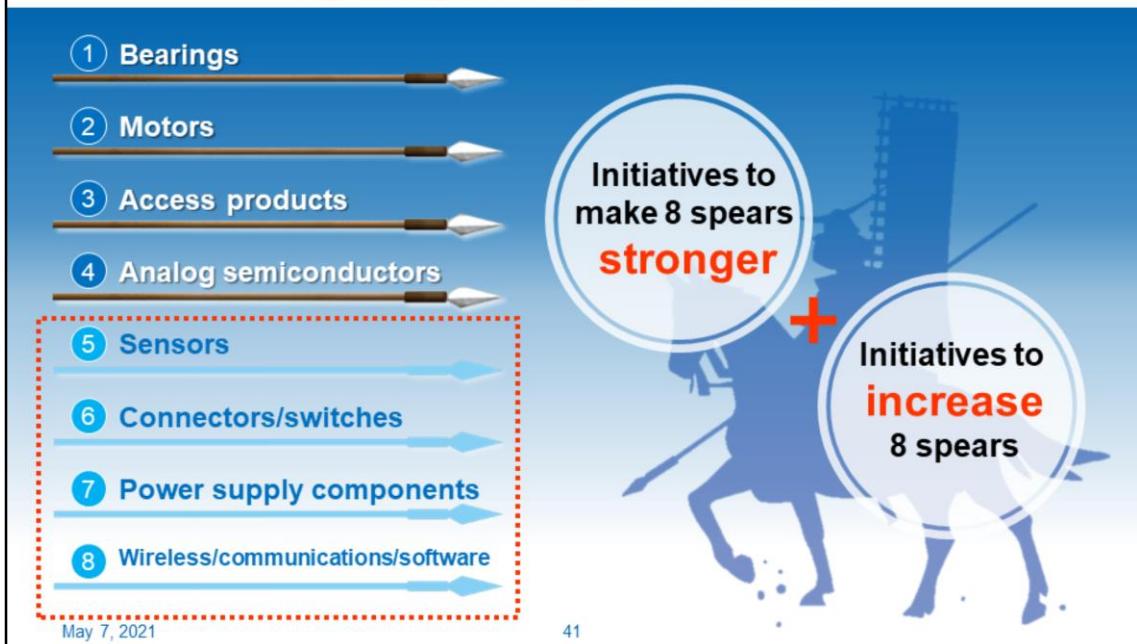 1 Bearings
2 Motors
3 Access products
4 Analog semiconductors
5 Sensors
6 Connectors/switches
7 Power supply components
8 Wireless/communications/software
Initiatives to
make 8 spears
stronger
+
Initiatives to
increase
8 spears
May 7, 2021
41